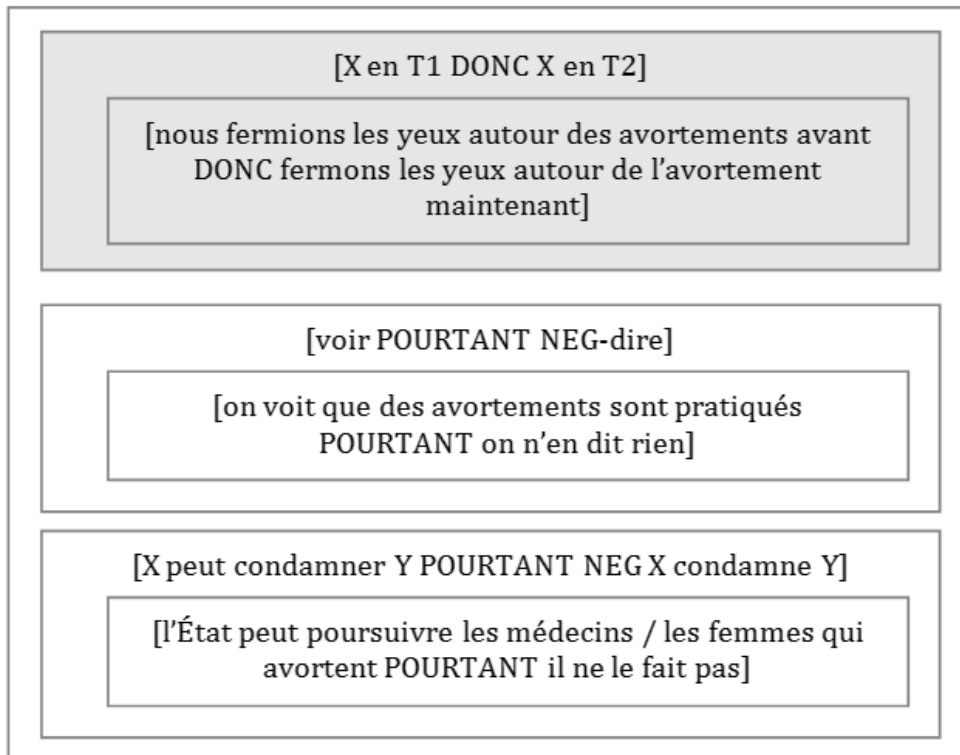 [X en T1 DONC X en T2]
[nous fermions les yeux autour des avortements avant
DONC fermons les yeux autour de l’avortement
maintenant]
[voir POURTANT NEG-dire]
[on voit que des avortements sont pratiqués
POURTANT on n’en dit rien]
[X peut condamner Y POURTANT NEG X condamne Y]
[l’État peut poursuivre les médecins / les femmes qui
avortent POURTANT il ne le fait pas]